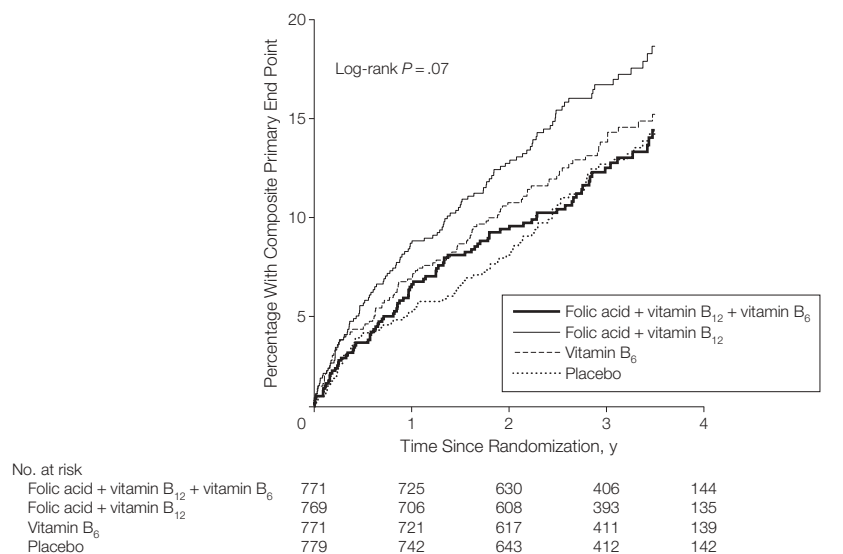 Percentage With Composite Primary End Point
20
15
10
5
0
Log-rank P = .07
Folic acid + vitamin B12 + vitamin B6
Folic acid + vitamin B12
Vitamin B6
Placebo
1 2 3 4
Time Since Randomization, y
No. at risk
Folic acid + vitamin B12 + vitamin B6 771 725 630 406 144
Folic acid + vitamin B12 769 706 608 393 135
Vitamin B6 771 721 617 411 139
Placebo 779 742 643 412 142